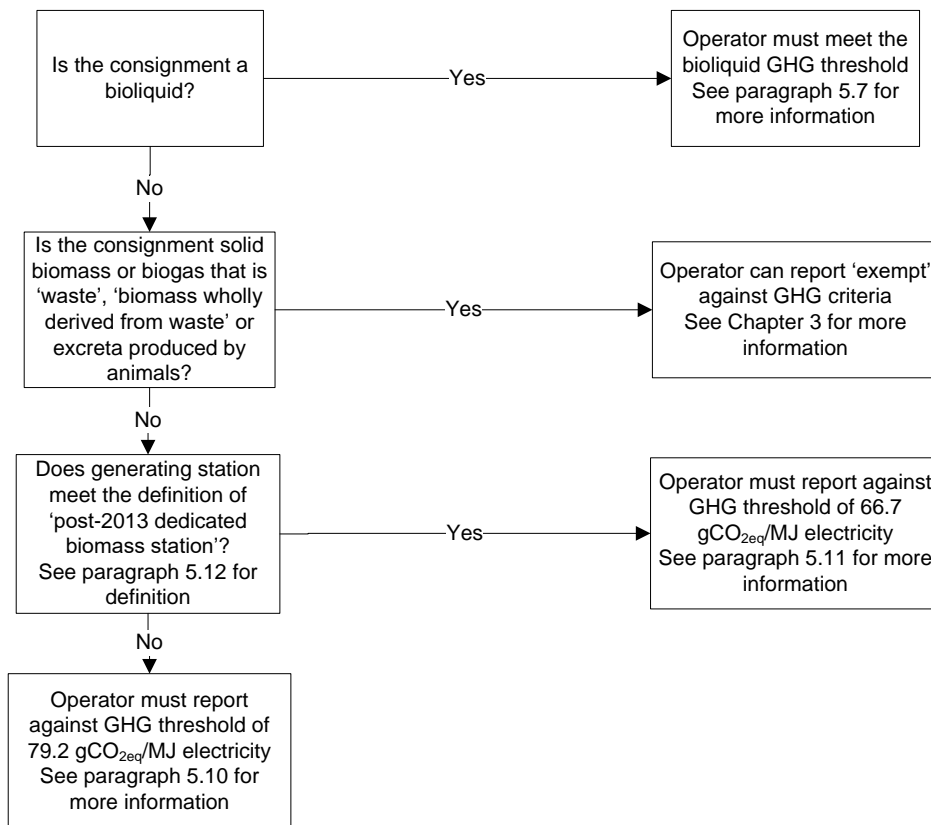 Is the consignment a
bioliquid?
Yes
Operator must meet the
bioliquid GHG threshold
See paragraph 5.7 for
more information
No
Is the consignment solid
biomass or biogas that is
‘waste’, ‘biomass wholly
derived from waste’ or
excreta produced by
animals?
Yes
Operator can report ‘exempt’
against GHG criteria
See Chapter 3 for more
information
No
Does generating station
meet the definition of
‘post-2013 dedicated
biomass station’?
See paragraph 5.12 for
definition
Yes
Operator must report against
GHG threshold of 66.7
gCO2eq/MJ electricity
See paragraph 5.11 for more
information
No
Operator must report
against GHG threshold of
79.2 gCO2eq/MJ electricity
See paragraph 5.10 for
more information